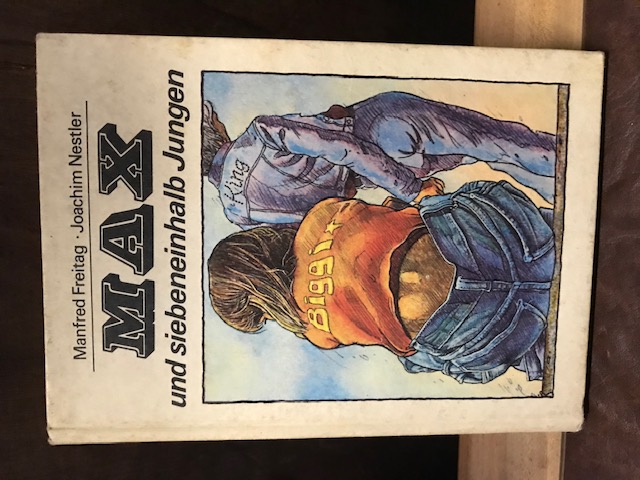 Manfred Freitag · Joachim Nestler
MAX
und siebeneinhalb Jungen
King
Biggi